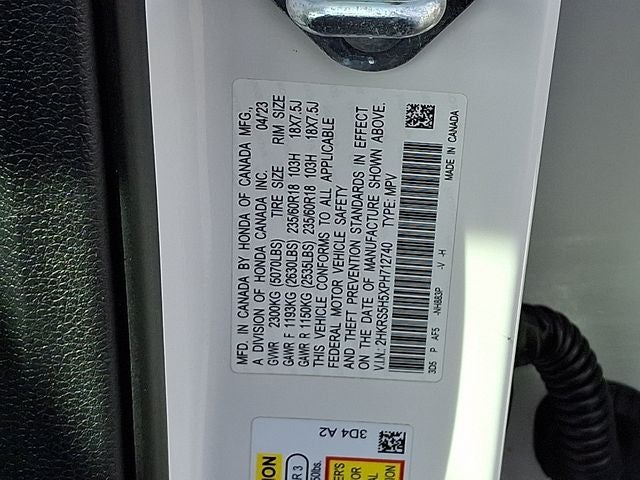 MFD. IN CANADA BY HONDA OF CANADA MFG.,
A DIVISION OF HONDA CANADA INC. 04/23
GVWR 2300KG (5070LBS) TIRE SIZE RIM SIZE
GAWR F 1193KG (2630LBS) 235/60R18 103H 18X7.5J
GAWR R 1150KG (2535LBS) 235/60R18 103H 18X7.5J
THIS VEHICLE CONFORMS TO ALL APPLICABLE
FEDERAL MOTOR VEHICLE SAFETY
AND THEFT PREVENTION STANDARDS IN EFFECT
ON THE DATE OF MANUFACTURE SHOWN ABOVE.
V.I.N.: 2HKRS5H5XPH712740 TYPE: MPV
3DS P AF5 -NH883P -V -H
MADE IN CANADA
3D4 A2